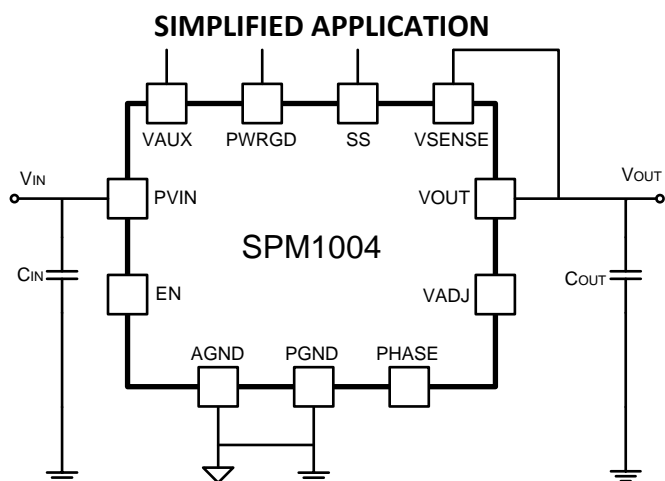 SIMPLIFIED APPLICATION
VAUX PWRGD SS VSENSE
VIN PVIN VOUT VOUT
SPM1004
CIN EN VADJ COUT
AGND PGND PHASE